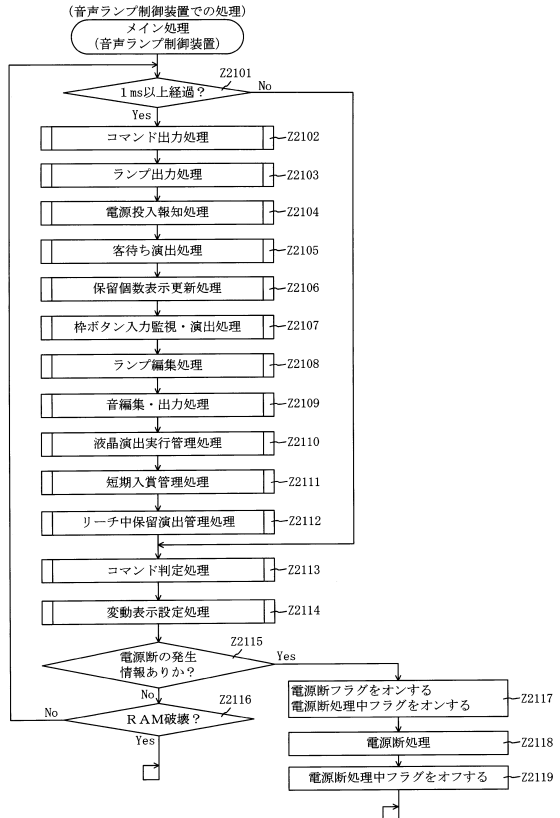 (音声ランプ制御装置での処理)
メイン処理
(音声ランプ制御装置)
Z2101
1ms以上経過？
No
Yes
コマンド出力処理
Z2102
ランプ出力処理
Z2103
電源投入報知処理
Z2104
客待ち演出処理
Z2105
保留個数表示更新処理
Z2106
枠ボタン入力監視・演出処理
Z2107
ランプ編集処理
Z2108
音編集・出力処理
Z2109
液晶演出実行管理処理
Z2110
短期入賞管理処理
Z2111
リーチ中保留演出管理処理
Z2112
コマンド判定処理
Z2113
変動表示設定処理
Z2114
Z2115
電源断の発生
情報ありか？
Yes
No
Z2116
RAM破壊？
No
Yes
電源断フラグをオンする
電源断処理中フラグをオンする
Z2117
電源断処理
Z2118
電源断処理中フラグをオフする
Z2119